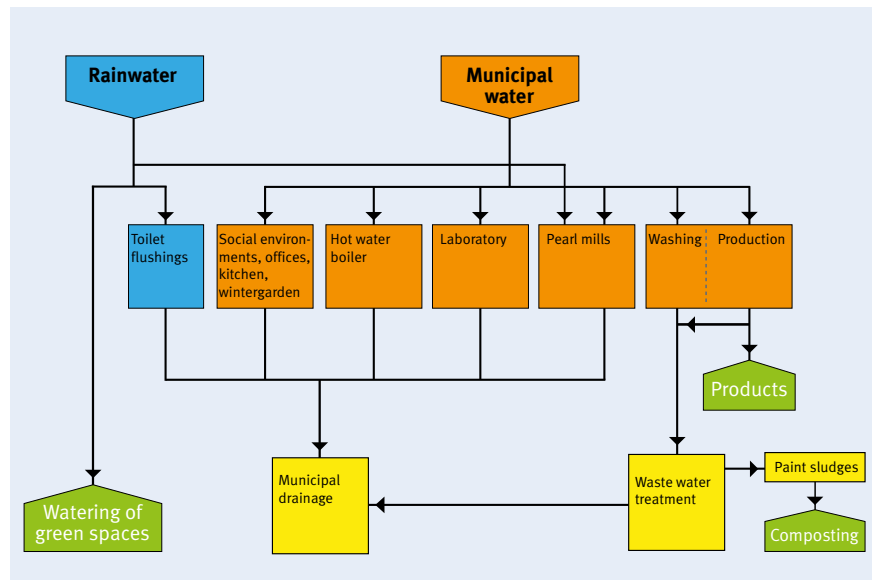 Rainwater
Municipal
water
Toilet
flushings
Social environ-
ments, offices,
kitchen,
wintergarden
Hot water
boiler
Laboratory
Pearl mills
Washing
Production
Products
Municipal
drainage
Waste water
treatment
Paint sludges
Watering of
green spaces
Composting